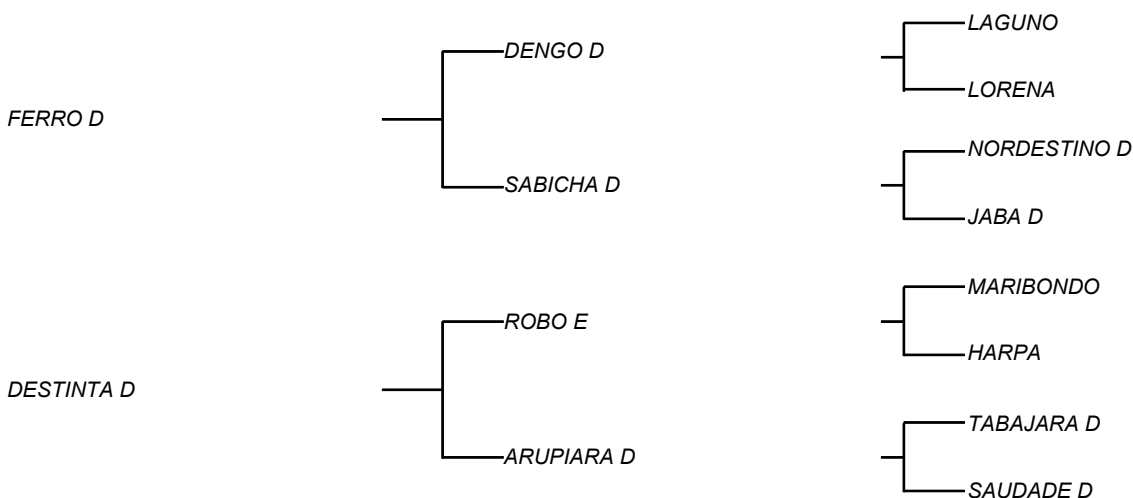 LAGUNO
DENGO D
LORENA
FERRO D
NORDESTINO D
SABICHA D
JABA D
MARIBONDO
ROBO E
HARPA
DESTINTA D
TABAJARA D
ARUPIARA D
SAUDADE D